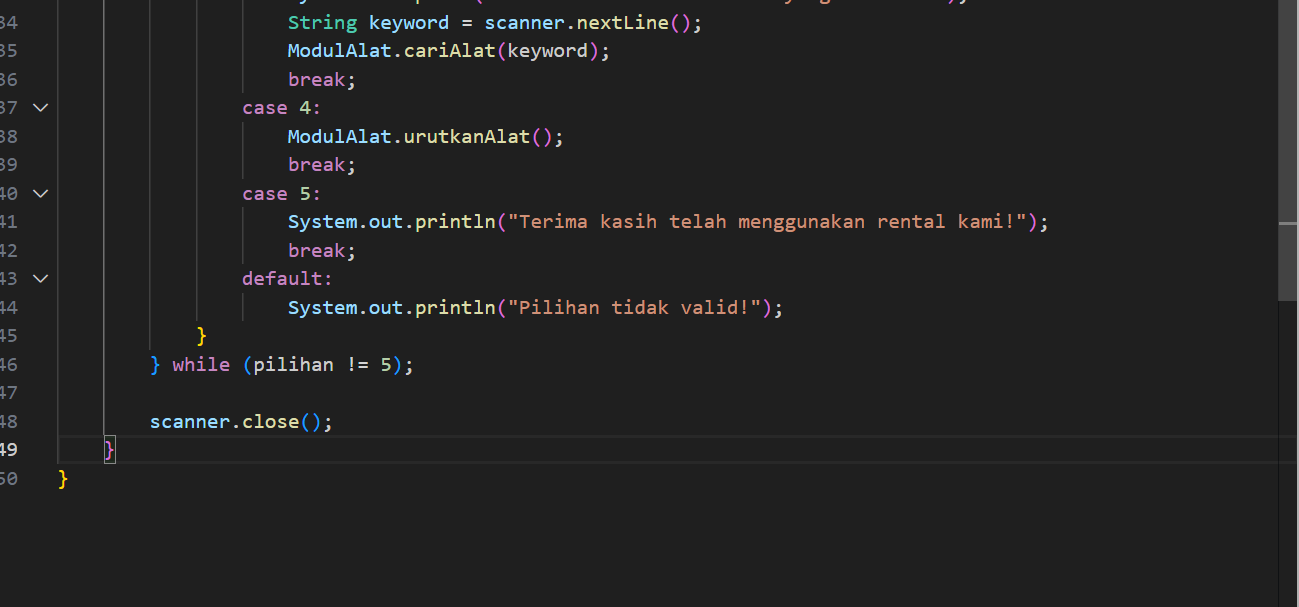 34 String keyword = scanner.nextLine();
35 ModulAlat.cariAlat(keyword);
36 break;
37 case 4:
38 ModulAlat.urutkanAlat();
39 break;
40 case 5:
41 System.out.println("Terima kasih telah menggunakan rental kami!");
42 break;
43 default:
44 System.out.println("Pilihan tidak valid!");
45 }
46 } while (pilihan != 5);
47
48 scanner.close();
49 }
50 }